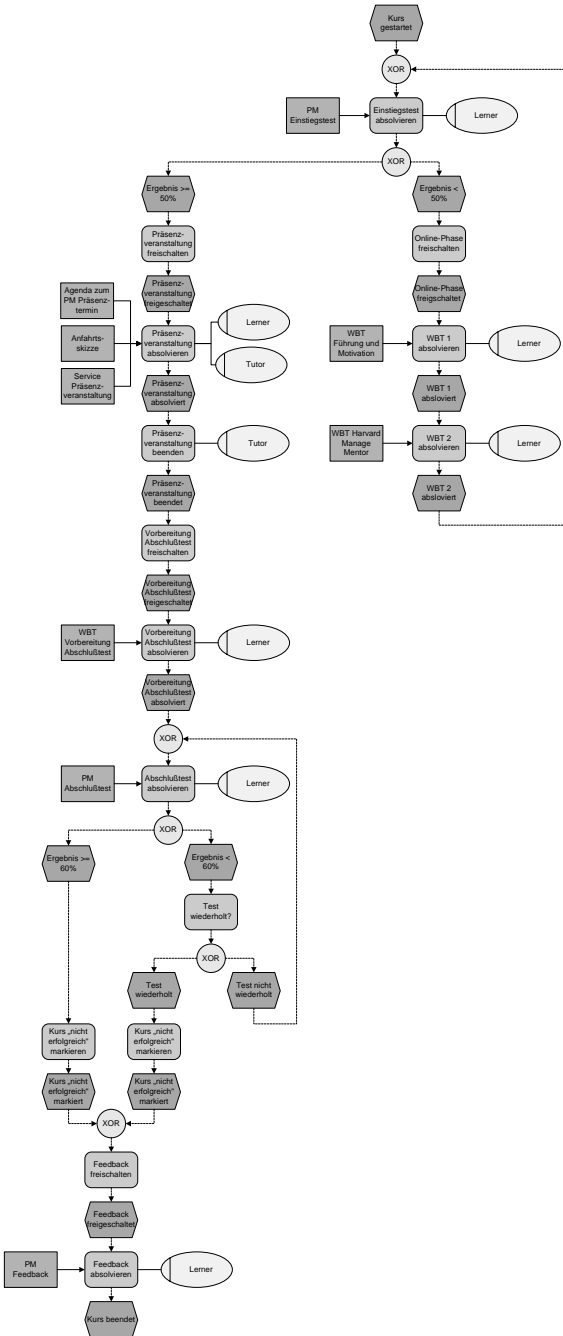 Kurs
gestartet
XOR
PM
Einstiegstest
Einstiegstest
absolvieren
Lerner
XOR
Ergebnis >=
50%
Ergebnis <
50%
Präsenz-
veranstaltung
freischalten
Online-Phase
freischalten
Agenda zum
PM Präsenz-
termin
Präsenz-
veranstaltung
freigeschaltet
Online-Phase
freigschaltet
Anfahrts-
skizze
Präsenz-
veranstaltung
absolvieren
Lerner
Tutor
WBT
Führung und
Motivation
WBT 1
absolvieren
Lerner
Service
Präsenz-
veranstaltung
Präsenz-
veranstaltung
absolviert
WBT 1
absloviert
Präsenz-
veranstaltung
beenden
Tutor
WBT Harvard
Manage
Mentor
WBT 2
absolvieren
Lerner
Präsenz-
veranstaltung
beendet
WBT 2
absloviert
Vorbereitung
Abschlußtest
freischalten
Vorbereitung
Abschlußtest
freigeschaltet
WBT
Vorbereitung
Abschlußtest
Vorbereitung
Abschlußtest
absolvieren
Lerner
Vorbereitung
Abschlußtest
absolviert
XOR
PM
Abschlußtest
Abschlußtest
absolvieren
Lerner
XOR
Ergebnis >=
60%
Ergebnis <
60%
Test
wiederholt?
XOR
Test
wiederholt
Test nicht
wiederholt
Kurs „nicht
erfolgreich“
markieren
Kurs „nicht
erfolgreich“
markieren
Kurs „nicht
erfolgreich“
markiert
Kurs „nicht
erfolgreich“
markiert
XOR
Feedback
freischalten
Feedback
freigeschaltet
PM
Feedback
Feedback
absolvieren
Lerner
Kurs beendet